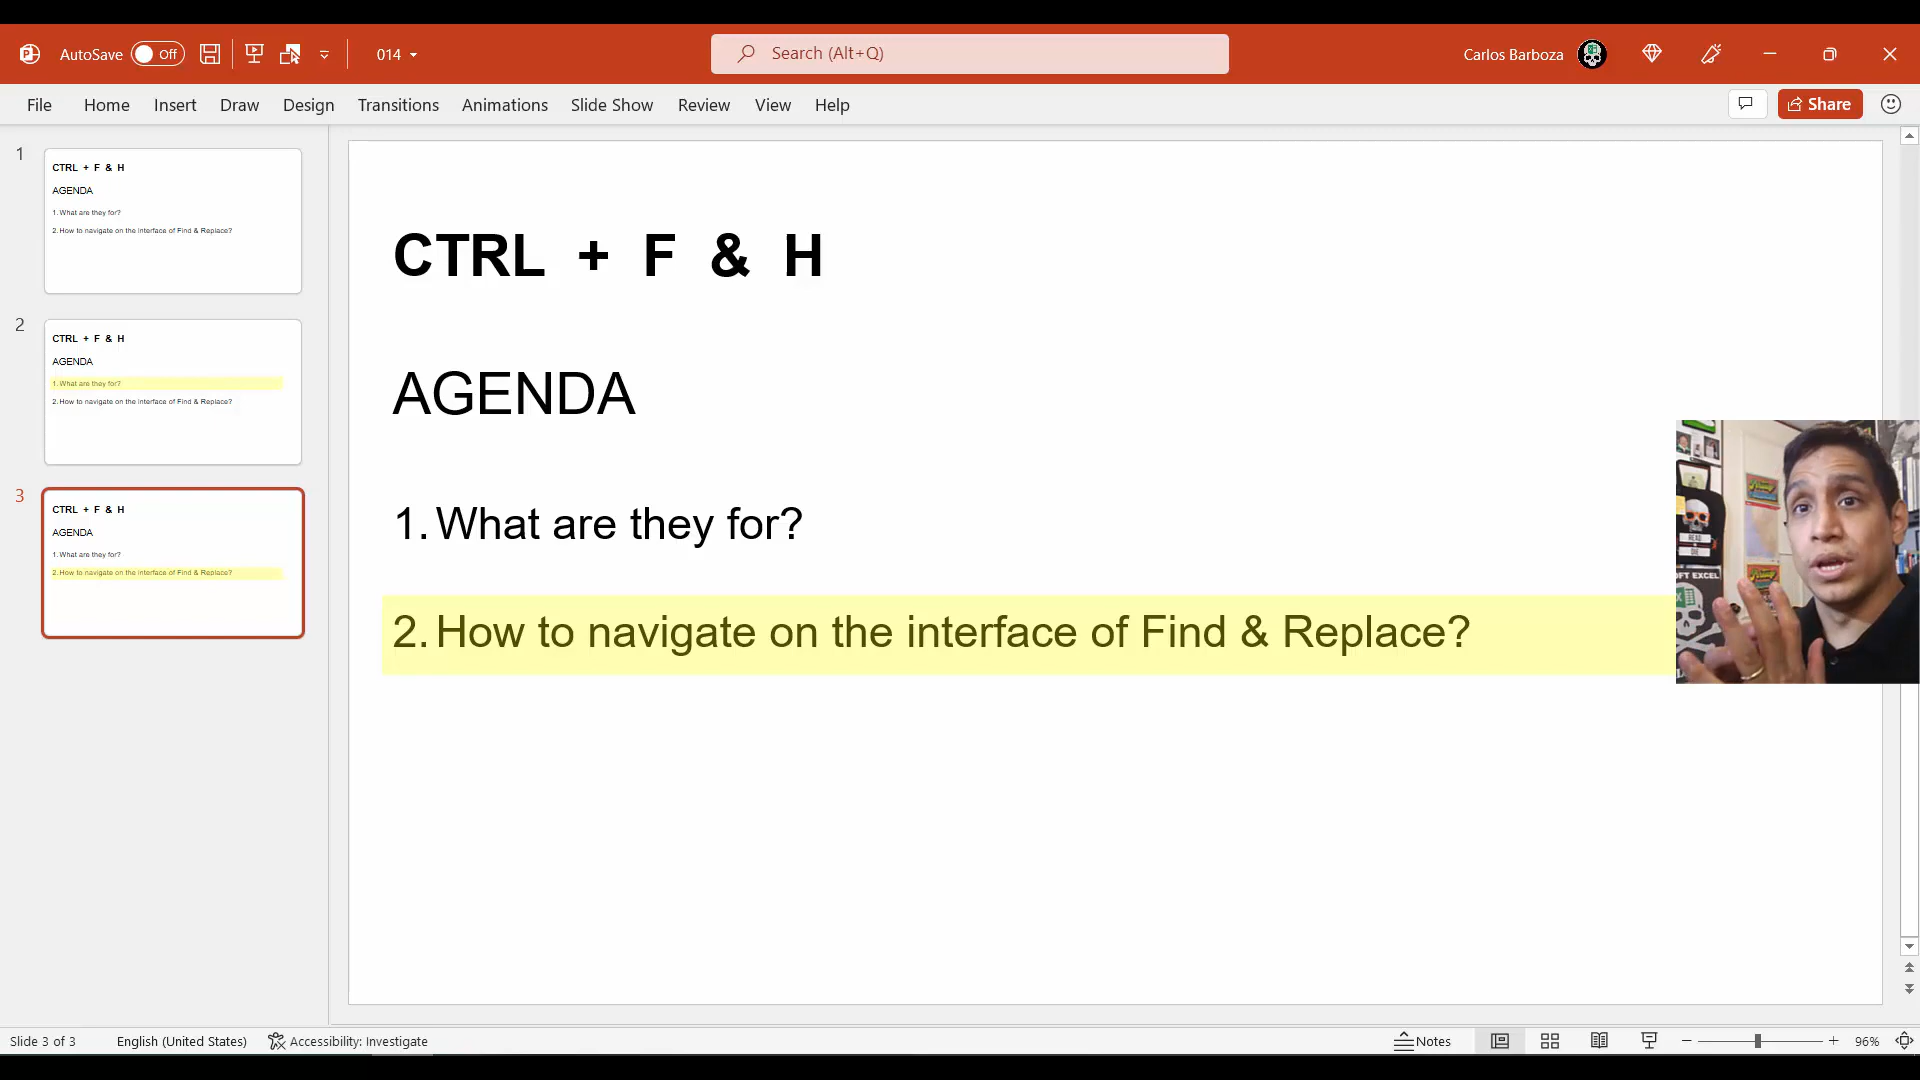 AutoSave Off 014 Search (Alt+Q) Carlos Barboza
File Home Insert Draw Design Transitions Animations Slide Show Review View Help Share
1
CTRL + F & H
AGENDA
1. What are they for?
2. How to navigate on the interface of Find & Replace?
2
CTRL + F & H
AGENDA
1. What are they for?
2. How to navigate on the interface of Find & Replace?
3
CTRL + F & H
AGENDA
1. What are they for?
2. How to navigate on the interface of Find & Replace?
CTRL + F & H
AGENDA
1. What are they for?
2. How to navigate on the interface of Find & Replace?
READ
DIE
OFT EXCEL
Slide 3 of 3 English (United States) Accessibility: Investigate Notes 96%